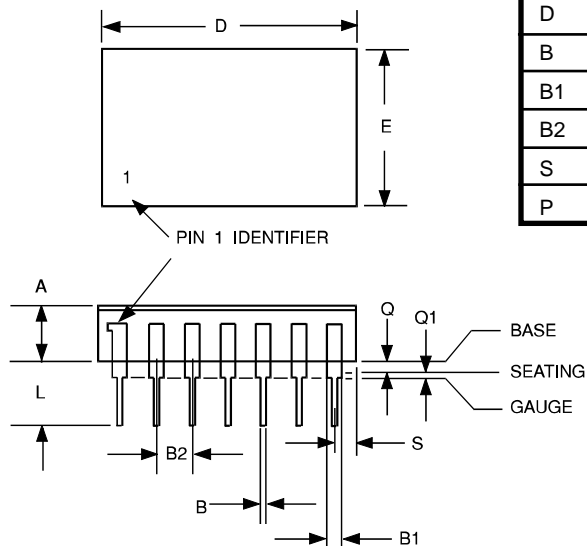 D
E
1
PIN 1 IDENTIFIER
A
Q
Q1
BASE
SEATING
GAUGE
L
B2
S
B
B1
D
B
B1
B2
S
P